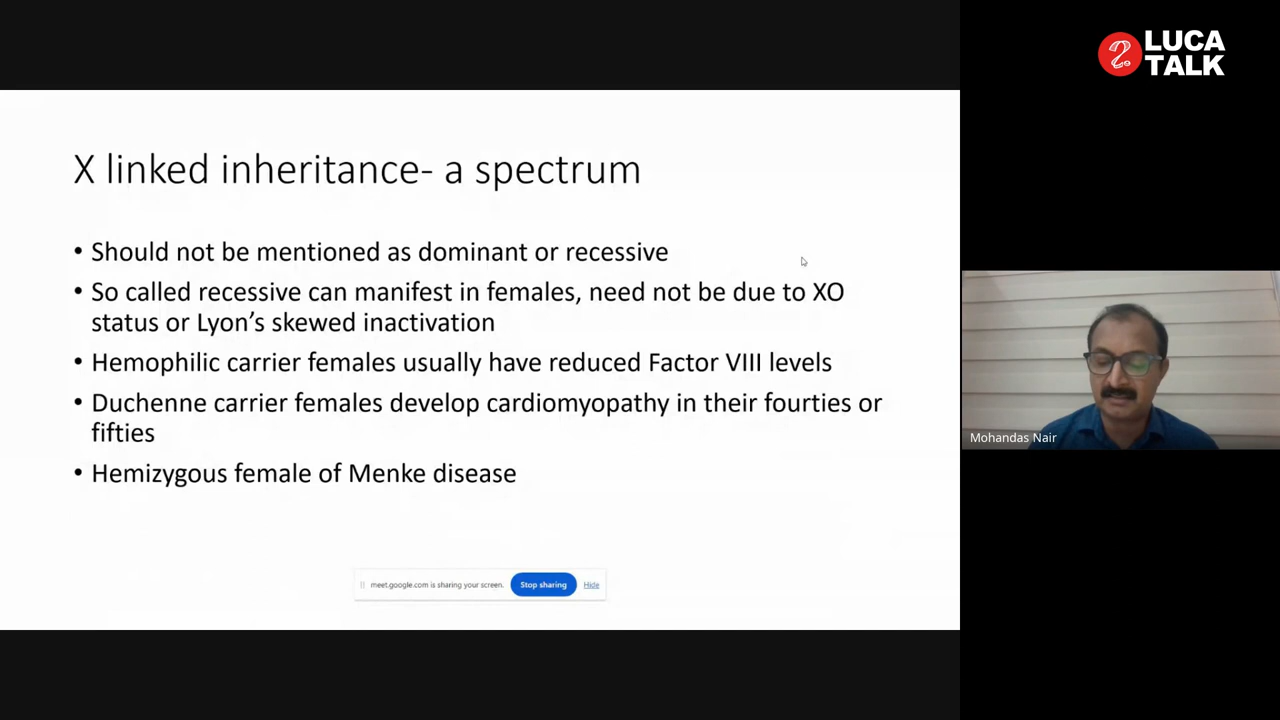 LUCA
TALK
X linked inheritance- a spectrum
• Should not be mentioned as dominant or recessive
• So called recessive can manifest in females, need not be due to XO
status or Lyon's skewed inactivation
• Hemophilic carrier females usually have reduced Factor VIII levels
• Duchenne carrier females develop cardiomyopathy in their fourties or
fifties
• Hemizygous female of Menke disease
meet.google.com is sharing your screen. Stop sharing Hide
Mohandas Nair